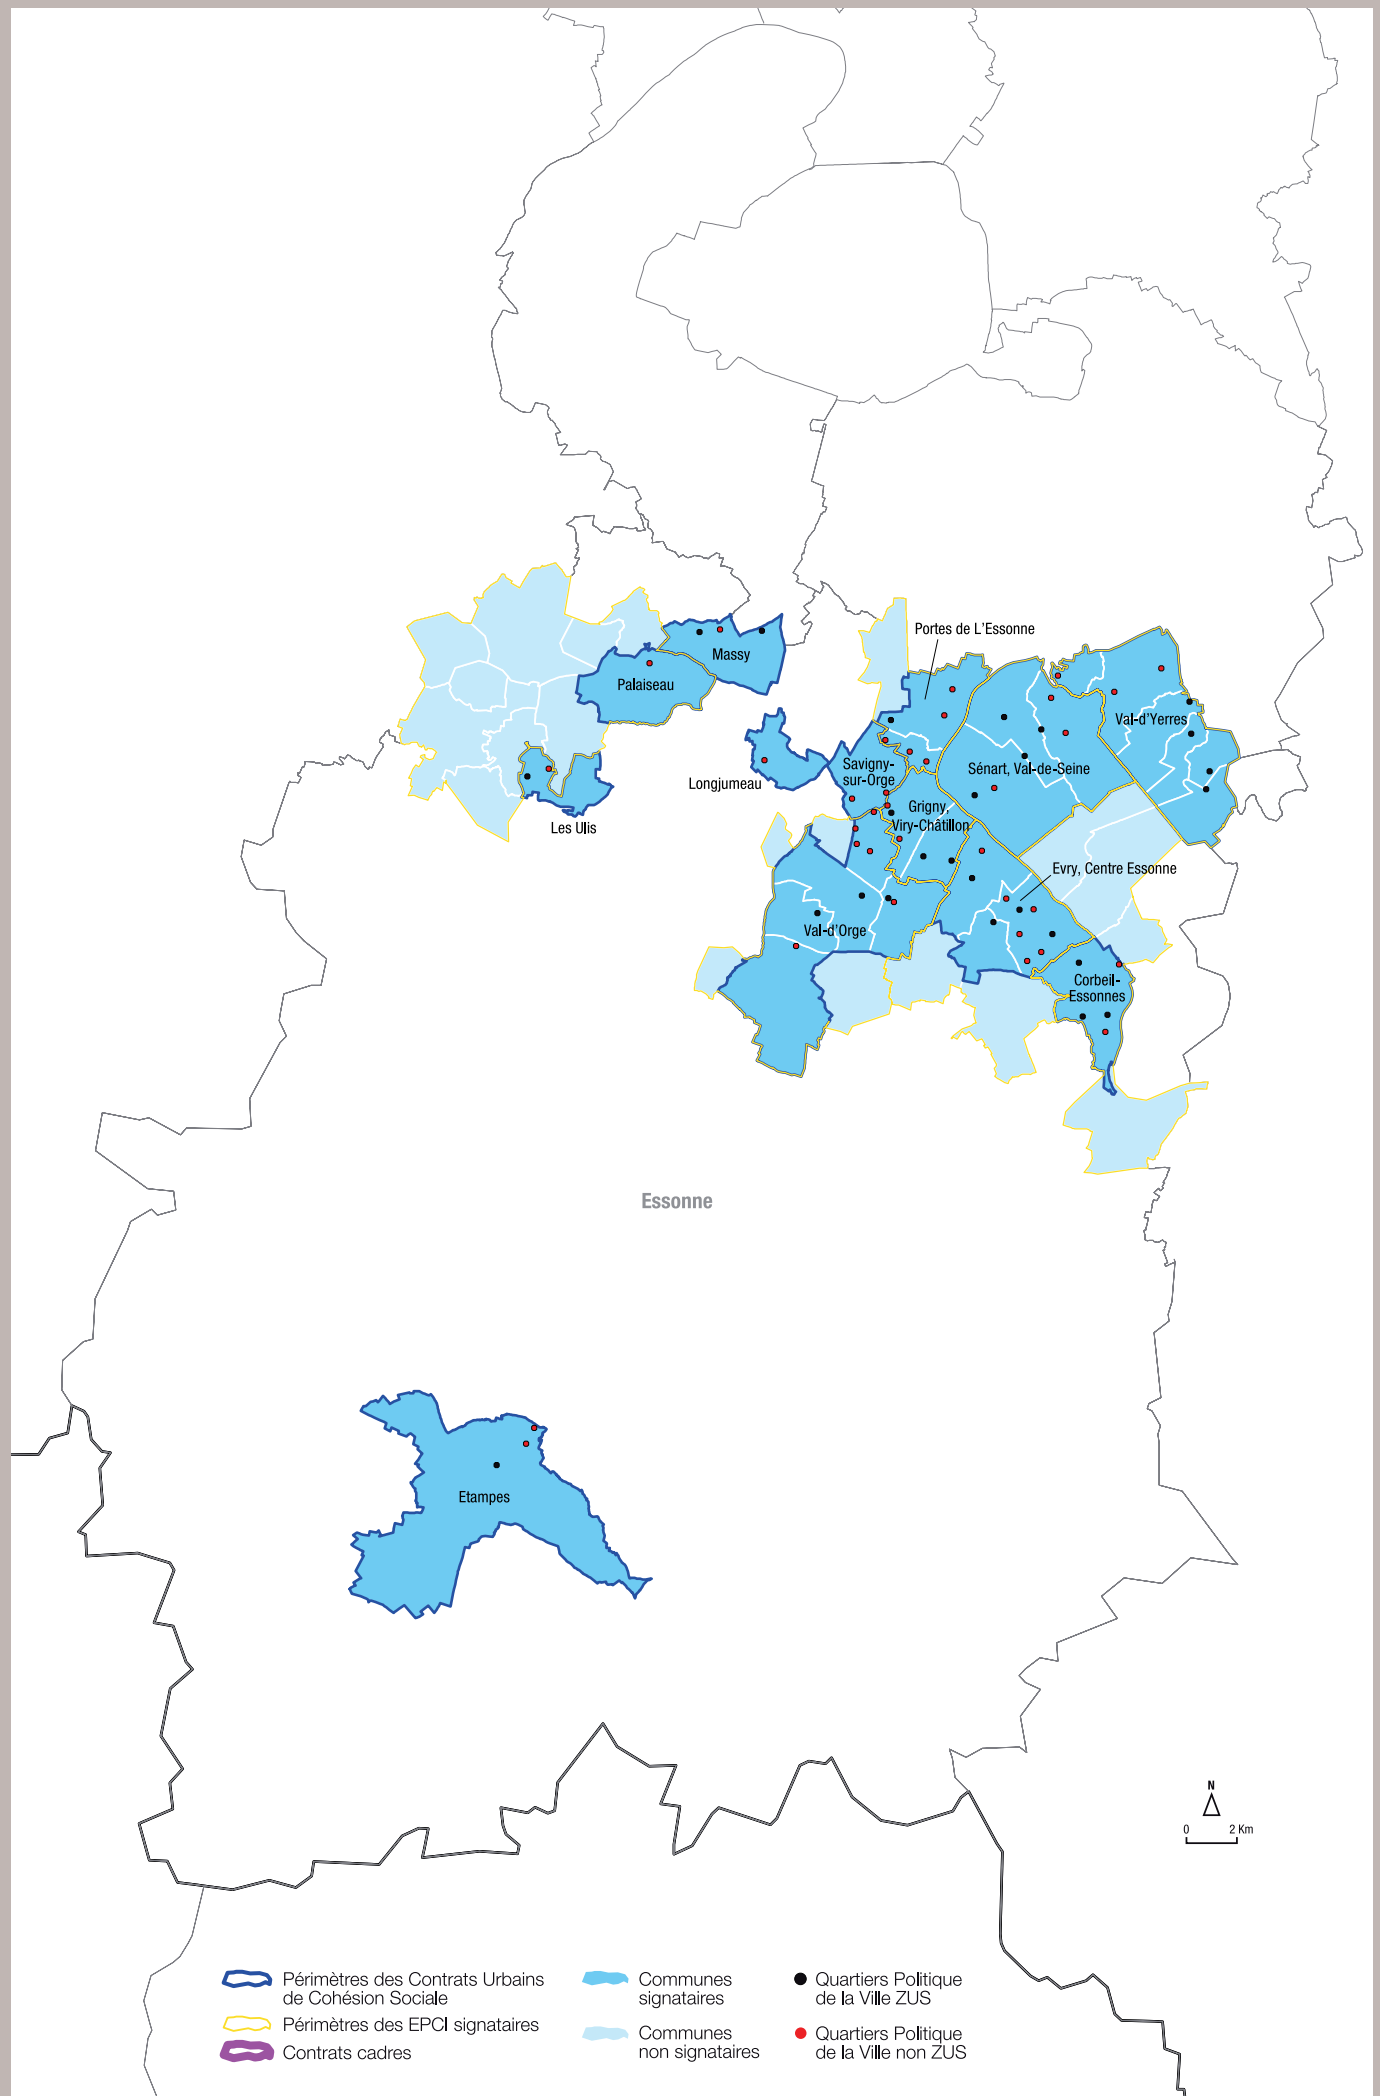 Portes de L'Essonne
Massy
Palaiseau
Val-d'Yerres
Savigny-
sur-Orge
Sénart, Val-de-Seine
Longjumeau
Grigny,
Viry-Châtillon
Les Ulis
Evry, Centre Essonne
Val-d'Orge
Corbeil-
Essonnes
Essonne
Etampes
N
0 2 Km
Périmètres des Contrats Urbains
de Cohésion Sociale
Périmètres des EPCI signataires
Contrats cadres
Communes
signataires
Communes
non signataires
Quartiers Politique
de la Ville ZUS
Quartiers Politique
de la Ville non ZUS